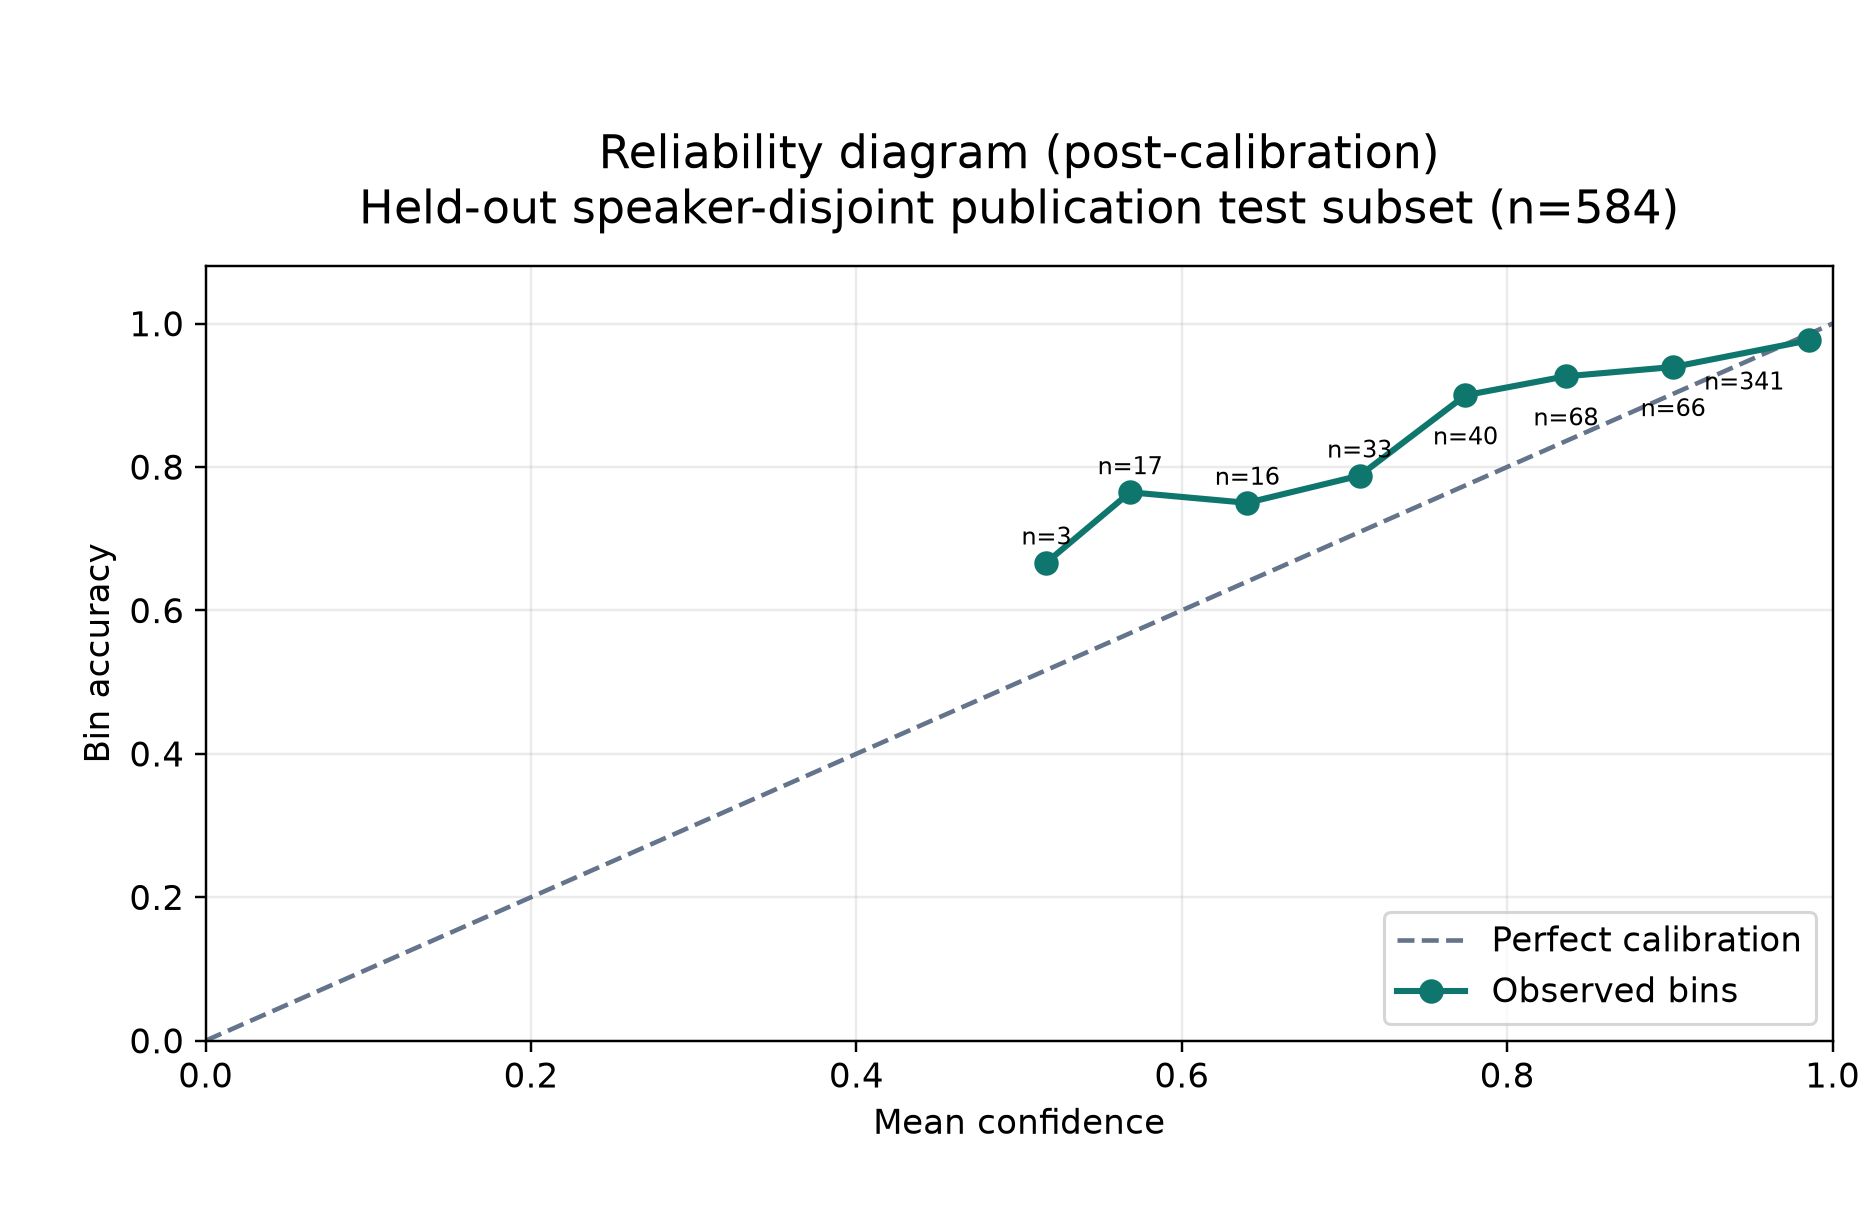 Reliability diagram (post-calibration)
Held-out speaker-disjoint publication test subset (n=584)
1.0
0.8
0.6
0.4
0.2
0.0
Bin accuracy
n=3
n=17
n=16
n=33
n=40
n=68
n=66
n=341
Perfect calibration
Observed bins
0.0 0.2 0.4 0.6 0.8 1.0
Mean confidence